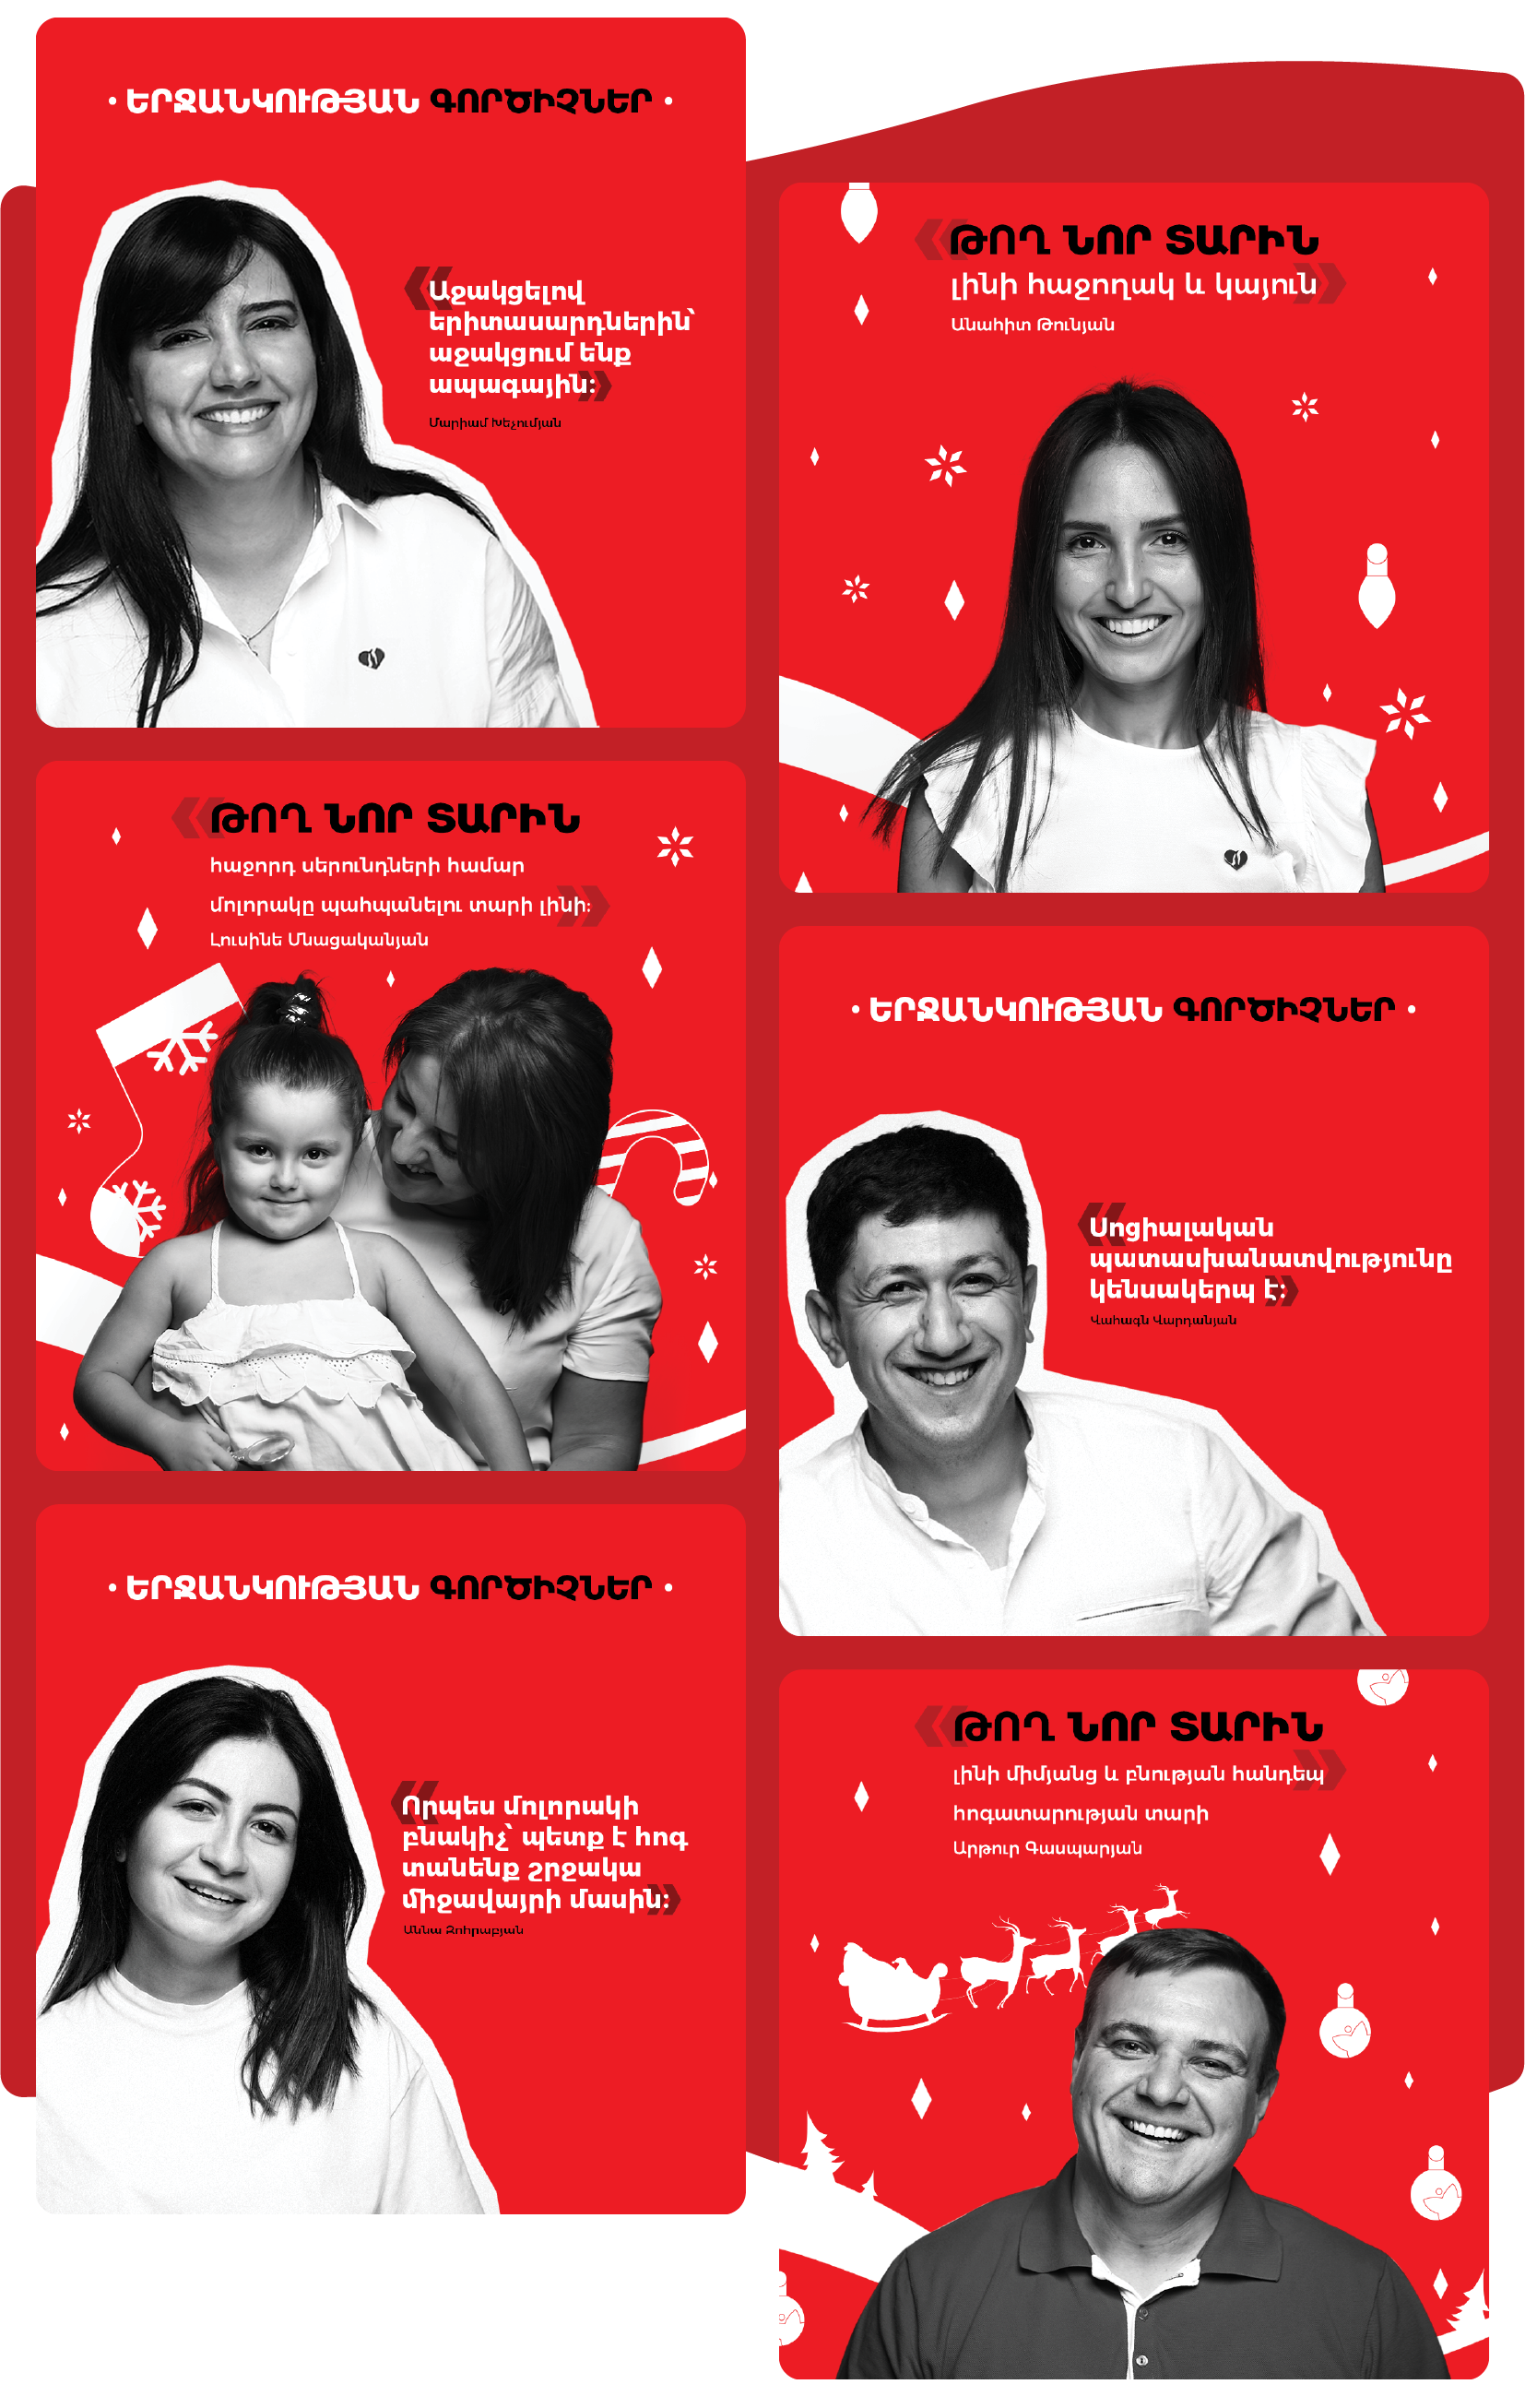 • ԵՐՋԱՆԿՈՒԹՅԱՆ ԳՈՐԾԻՉՆԵՐ •
«Աջակցելով
երիտասարդներին՝
աջակցում ենք
ապագային:»
Մարիամ Խեչումյան
«ԹՈՂ ՆՈՐ ՏԱՐԻՆ
լինի հաջողակ և կայուն»
Անահիտ Թունյան
«ԹՈՂ ՆՈՐ ՏԱՐԻՆ
հաջորդ սերունդների համար
մոլորակը պահպանելու տարի լինի:»
Լուսինե Մնացականյան
• ԵՐՋԱՆԿՈՒԹՅԱՆ ԳՈՐԾԻՉՆԵՐ •
«Սոցիալական
պատասխանատվությունը
կենսակերպ է:»
Վահագն Վարդանյան
• ԵՐՋԱՆԿՈՒԹՅԱՆ ԳՈՐԾԻՉՆԵՐ •
«Որպես մոլորակի
բնակիչ՝ պետք է հոգ
տանենք շրջակա
միջավայրի մասին:»
Աննա Զոհրաբյան
«ԹՈՂ ՆՈՐ ՏԱՐԻՆ
լինի միմյանց և բնության հանդեպ»
հոգատարության տարի
Արթուր Գասպարյան